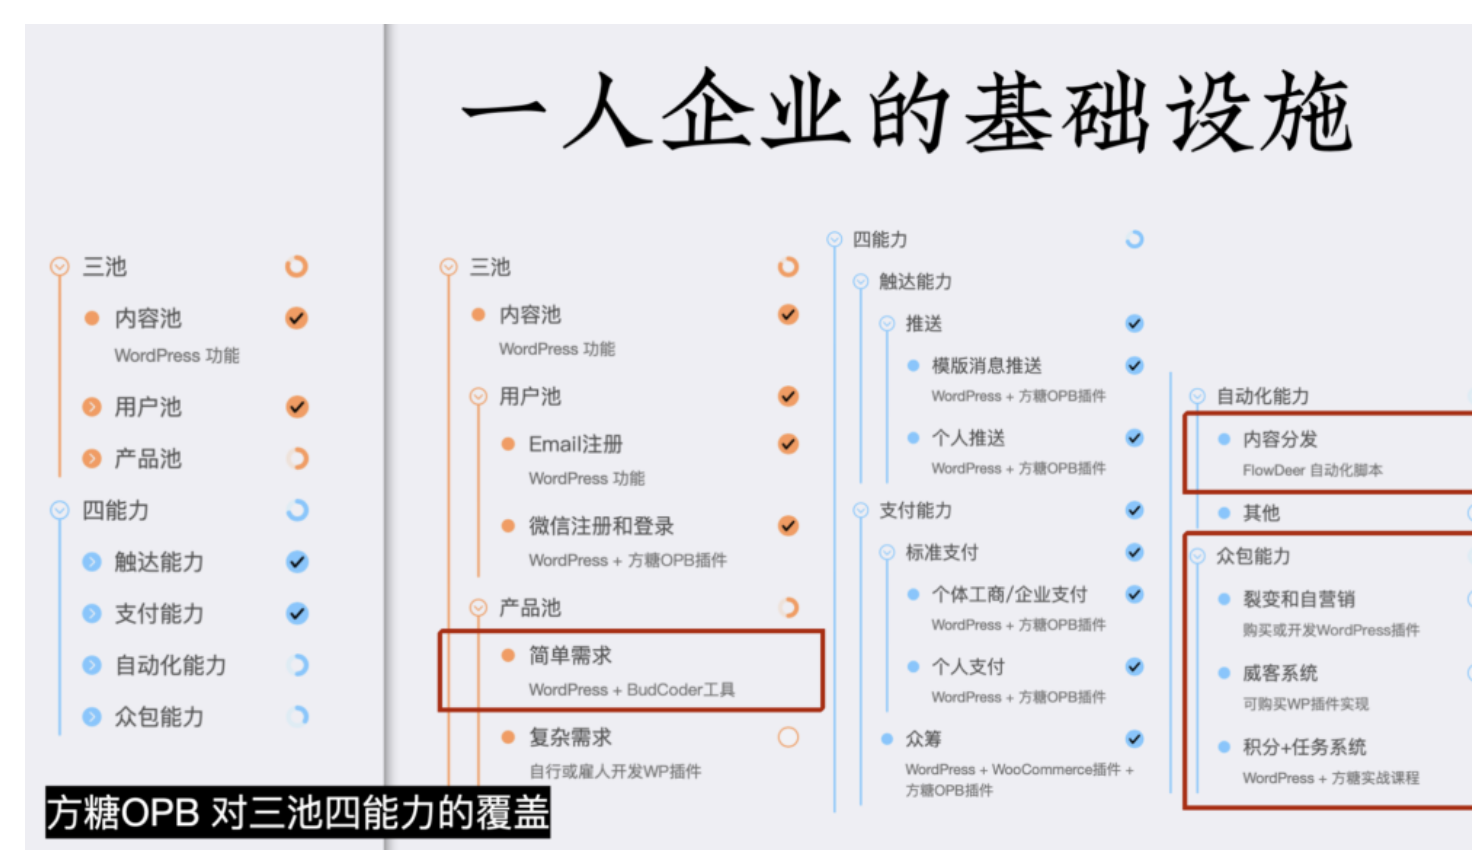 一人企业的基础设施
三池
内容池
WordPress 功能
用户池
产品池
四能力
触达能力
支付能力
自动化能力
众包能力
三池
内容池
WordPress 功能
用户池
Email注册
WordPress 功能
微信注册和登录
WordPress + 方糖OPB插件
产品池
简单需求
WordPress + BudCoder工具
复杂需求
自行或雇人开发WP插件
四能力
触达能力
推送
模版消息推送
WordPress + 方糖OPB插件
个人推送
WordPress + 方糖OPB插件
支付能力
标准支付
个体工商/企业支付
WordPress + 方糖OPB插件
个人支付
WordPress + 方糖OPB插件
众筹
WordPress + WooCommerce插件 +
方糖OPB插件
自动化能力
内容分发
FlowDeer 自动化脚本
其他
众包能力
裂变和自营销
购买或开发WordPress插件
威客系统
可购买WP插件实现
积分+任务系统
WordPress + 方糖实战课程
方糖OPB 对三池四能力的覆盖